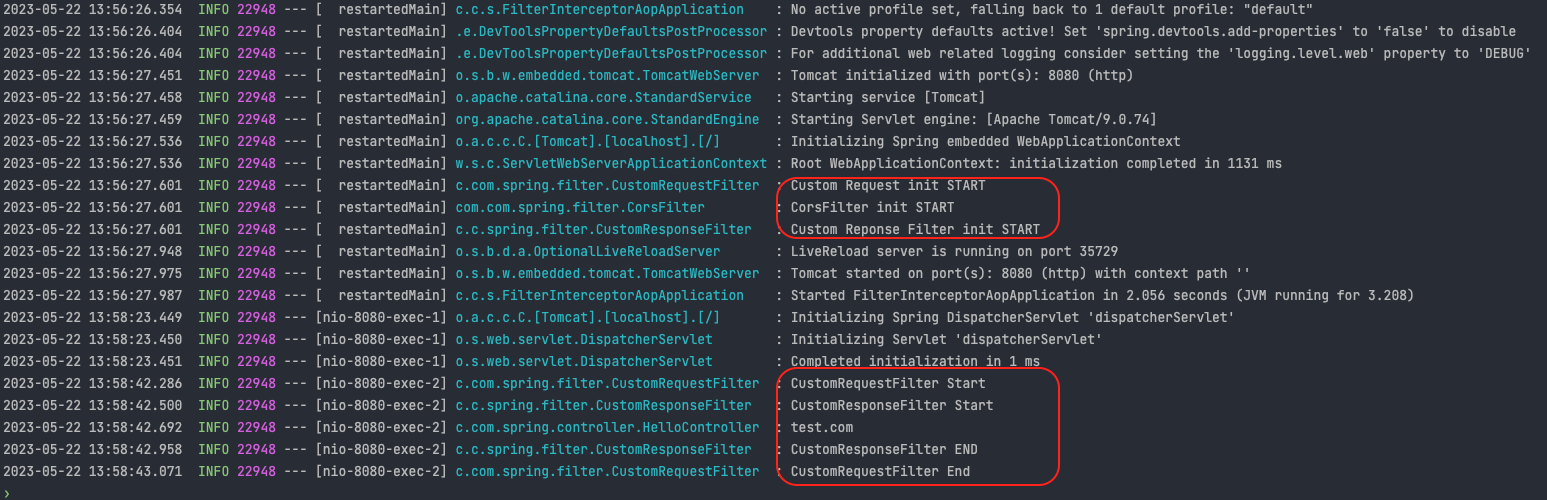 2023-05-22 13:56:26.354  INFO 22948 --- [  restartedMain] c.c.s.FilterInterceptorAopApplication    : No active profile set, falling back to 1 default profile: "default"
2023-05-22 13:56:26.404  INFO 22948 --- [  restartedMain] .e.DevToolsPropertyDefaultsPostProcessor : Devtools property defaults active! Set 'spring.devtools.add-properties' to 'false' to disable
2023-05-22 13:56:26.404  INFO 22948 --- [  restartedMain] .e.DevToolsPropertyDefaultsPostProcessor : For additional web related logging consider setting the 'logging.level.web' property to 'DEBUG'
2023-05-22 13:56:27.451  INFO 22948 --- [  restartedMain] o.s.b.w.embedded.tomcat.TomcatWebServer  : Tomcat initialized with port(s): 8080 (http)
2023-05-22 13:56:27.458  INFO 22948 --- [  restartedMain] o.apache.catalina.core.StandardService   : Starting service [Tomcat]
2023-05-22 13:56:27.459  INFO 22948 --- [  restartedMain] org.apache.catalina.core.StandardEngine  : Starting Servlet engine: [Apache Tomcat/9.0.74]
2023-05-22 13:56:27.536  INFO 22948 --- [  restartedMain] o.a.c.c.C.[Tomcat].[localhost].[/]       : Initializing Spring embedded WebApplicationContext
2023-05-22 13:56:27.536  INFO 22948 --- [  restartedMain] w.s.c.ServletWebServerApplicationContext : Root WebApplicationContext: initialization completed in 1131 ms
2023-05-22 13:56:27.601  INFO 22948 --- [  restartedMain] c.com.spring.filter.CustomRequestFilter  : Custom Request init START
2023-05-22 13:56:27.601  INFO 22948 --- [  restartedMain] com.com.spring.filter.CorsFilter         : CorsFilter init START
2023-05-22 13:56:27.601  INFO 22948 --- [  restartedMain] c.c.spring.filter.CustomResponseFilter   : Custom Reponse Filter init START
2023-05-22 13:56:27.948  INFO 22948 --- [  restartedMain] o.s.b.d.a.OptionalLiveReloadServer       : LiveReload server is running on port 35729
2023-05-22 13:56:27.975  INFO 22948 --- [  restartedMain] o.s.b.w.embedded.tomcat.TomcatWebServer  : Tomcat started on port(s): 8080 (http) with context path ''
2023-05-22 13:56:27.987  INFO 22948 --- [  restartedMain] c.c.s.FilterInterceptorAopApplication    : Started FilterInterceptorAopApplication in 2.056 seconds (JVM running for 3.208)
2023-05-22 13:58:23.449  INFO 22948 --- [nio-8080-exec-1] o.a.c.c.C.[Tomcat].[localhost].[/]       : Initializing Spring DispatcherServlet 'dispatcherServlet'
2023-05-22 13:58:23.450  INFO 22948 --- [nio-8080-exec-1] o.s.web.servlet.DispatcherServlet        : Initializing Servlet 'dispatcherServlet'
2023-05-22 13:58:23.451  INFO 22948 --- [nio-8080-exec-1] o.s.web.servlet.DispatcherServlet        : Completed initialization in 1 ms
2023-05-22 13:58:42.286  INFO 22948 --- [nio-8080-exec-2] c.com.spring.filter.CustomRequestFilter  : CustomRequestFilter Start
2023-05-22 13:58:42.500  INFO 22948 --- [nio-8080-exec-2] c.c.spring.filter.CustomResponseFilter   : CustomResponseFilter Start
2023-05-22 13:58:42.692  INFO 22948 --- [nio-8080-exec-2] c.com.spring.controller.HelloController  : test.com
2023-05-22 13:58:42.958  INFO 22948 --- [nio-8080-exec-2] c.c.spring.filter.CustomResponseFilter   : CustomResponseFilter END
2023-05-22 13:58:43.071  INFO 22948 --- [nio-8080-exec-2] c.com.spring.filter.CustomRequestFilter  : CustomRequestFilter End